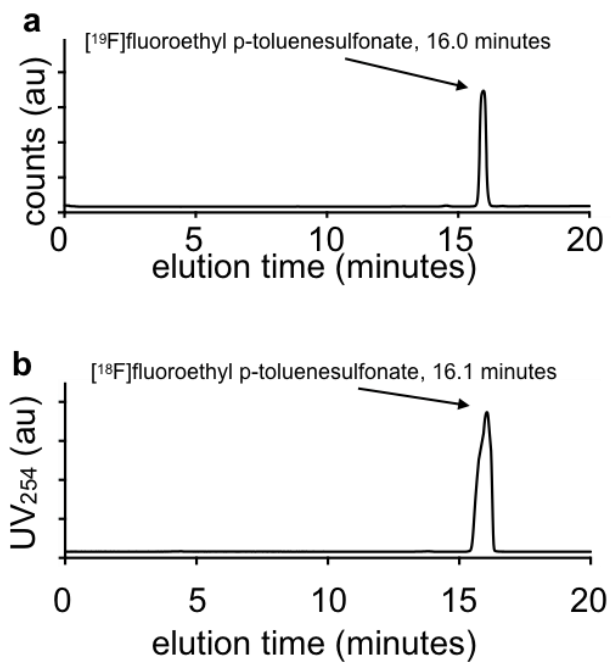 a
[¹⁹F]fluoroethyl p-toluenesulfonate, 16.0 minutes
counts (au)
0 5 10 15 20
elution time (minutes)
b
[¹⁸F]fluoroethyl p-toluenesulfonate, 16.1 minutes
UV₂₅₄ (au)
0 5 10 15 20
elution time (minutes)